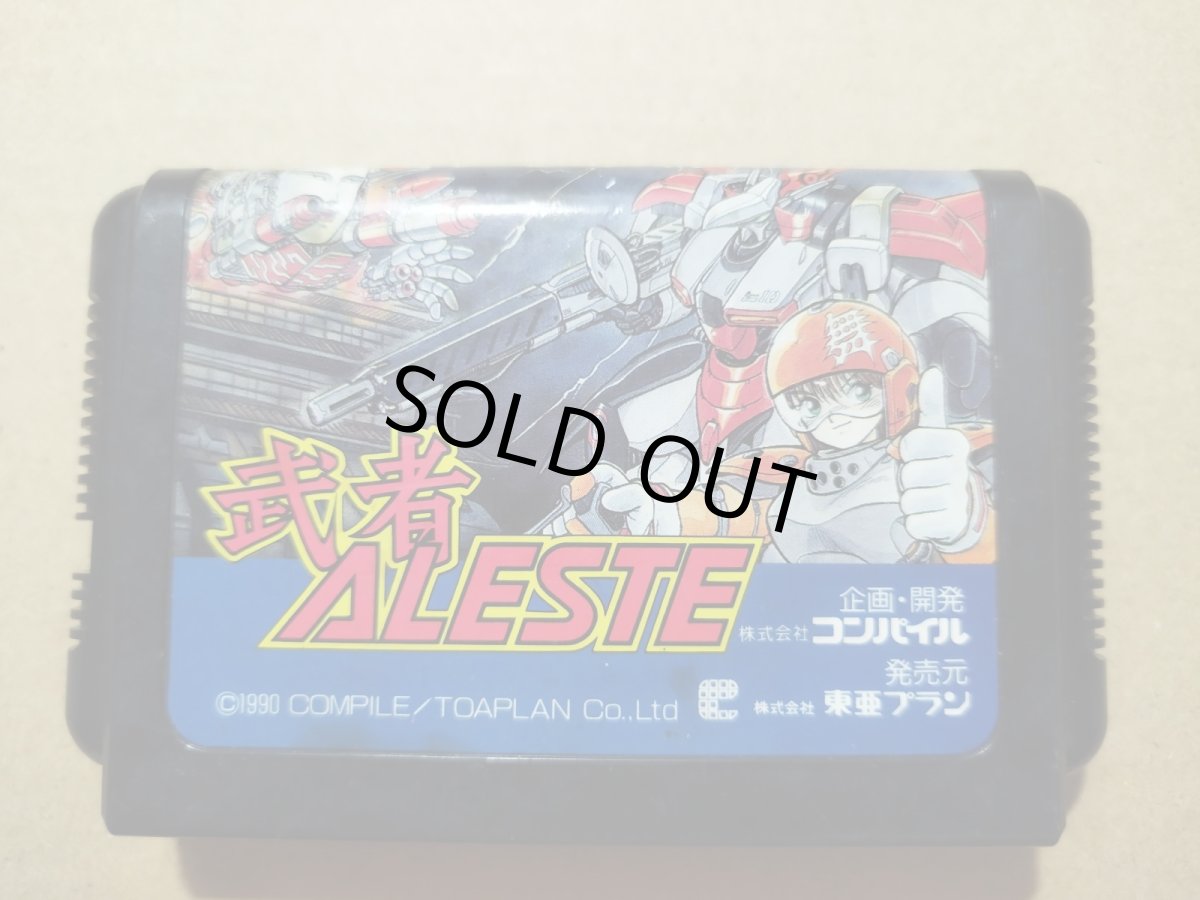 舞
SOLD OUT
武者
ALESTE
企画・開発
株式会社 コンパイル
発売元
©1990 COMPILE/TOAPLAN Co.,Ltd
株式会社 東亜プラン